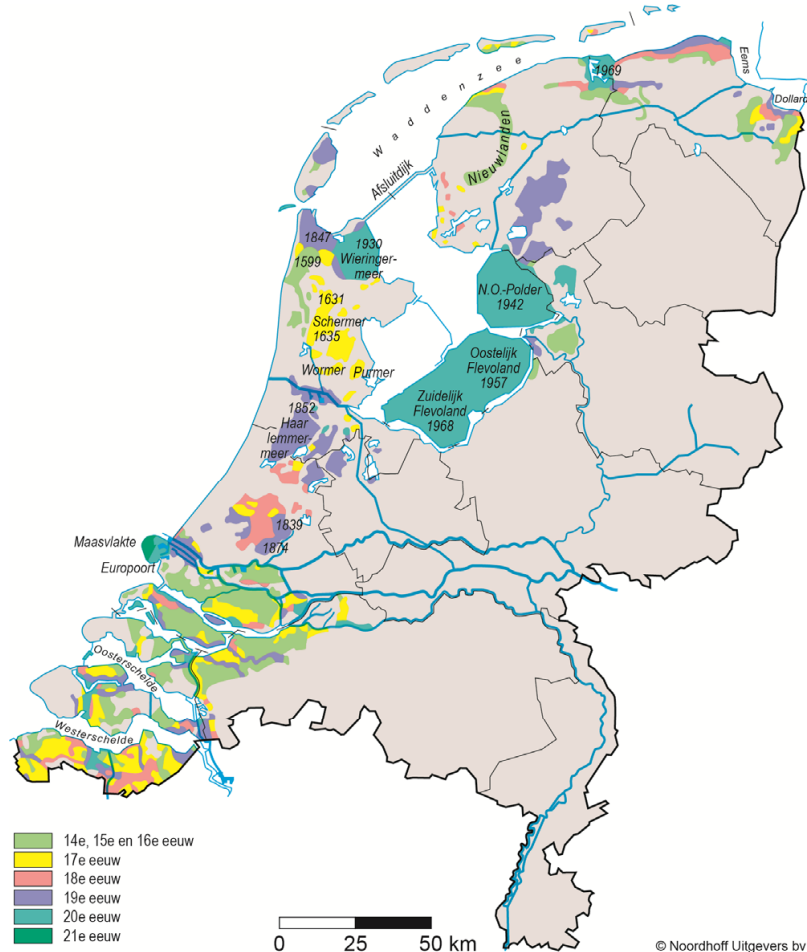 Waddenzee
Eems
Dollard
1969
Nieuwlanden
Afsluitdijk
1847
1930
Wieringer-
meer
1599
1631
Schermer
1635
Wormer
Purmer
N.O.-Polder
1942
Oostelijk
Flevoland
1957
Zuidelijk
Flevoland
1968
1852
Haar
lemmer-
meer
1839
1874
Maasvlakte
Europoort
Oosterschelde
Westerschelde
14e, 15e en 16e eeuw
17e eeuw
18e eeuw
19e eeuw
20e eeuw
21e eeuw
0 25 50 km
© Noordhoff Uitgevers bv